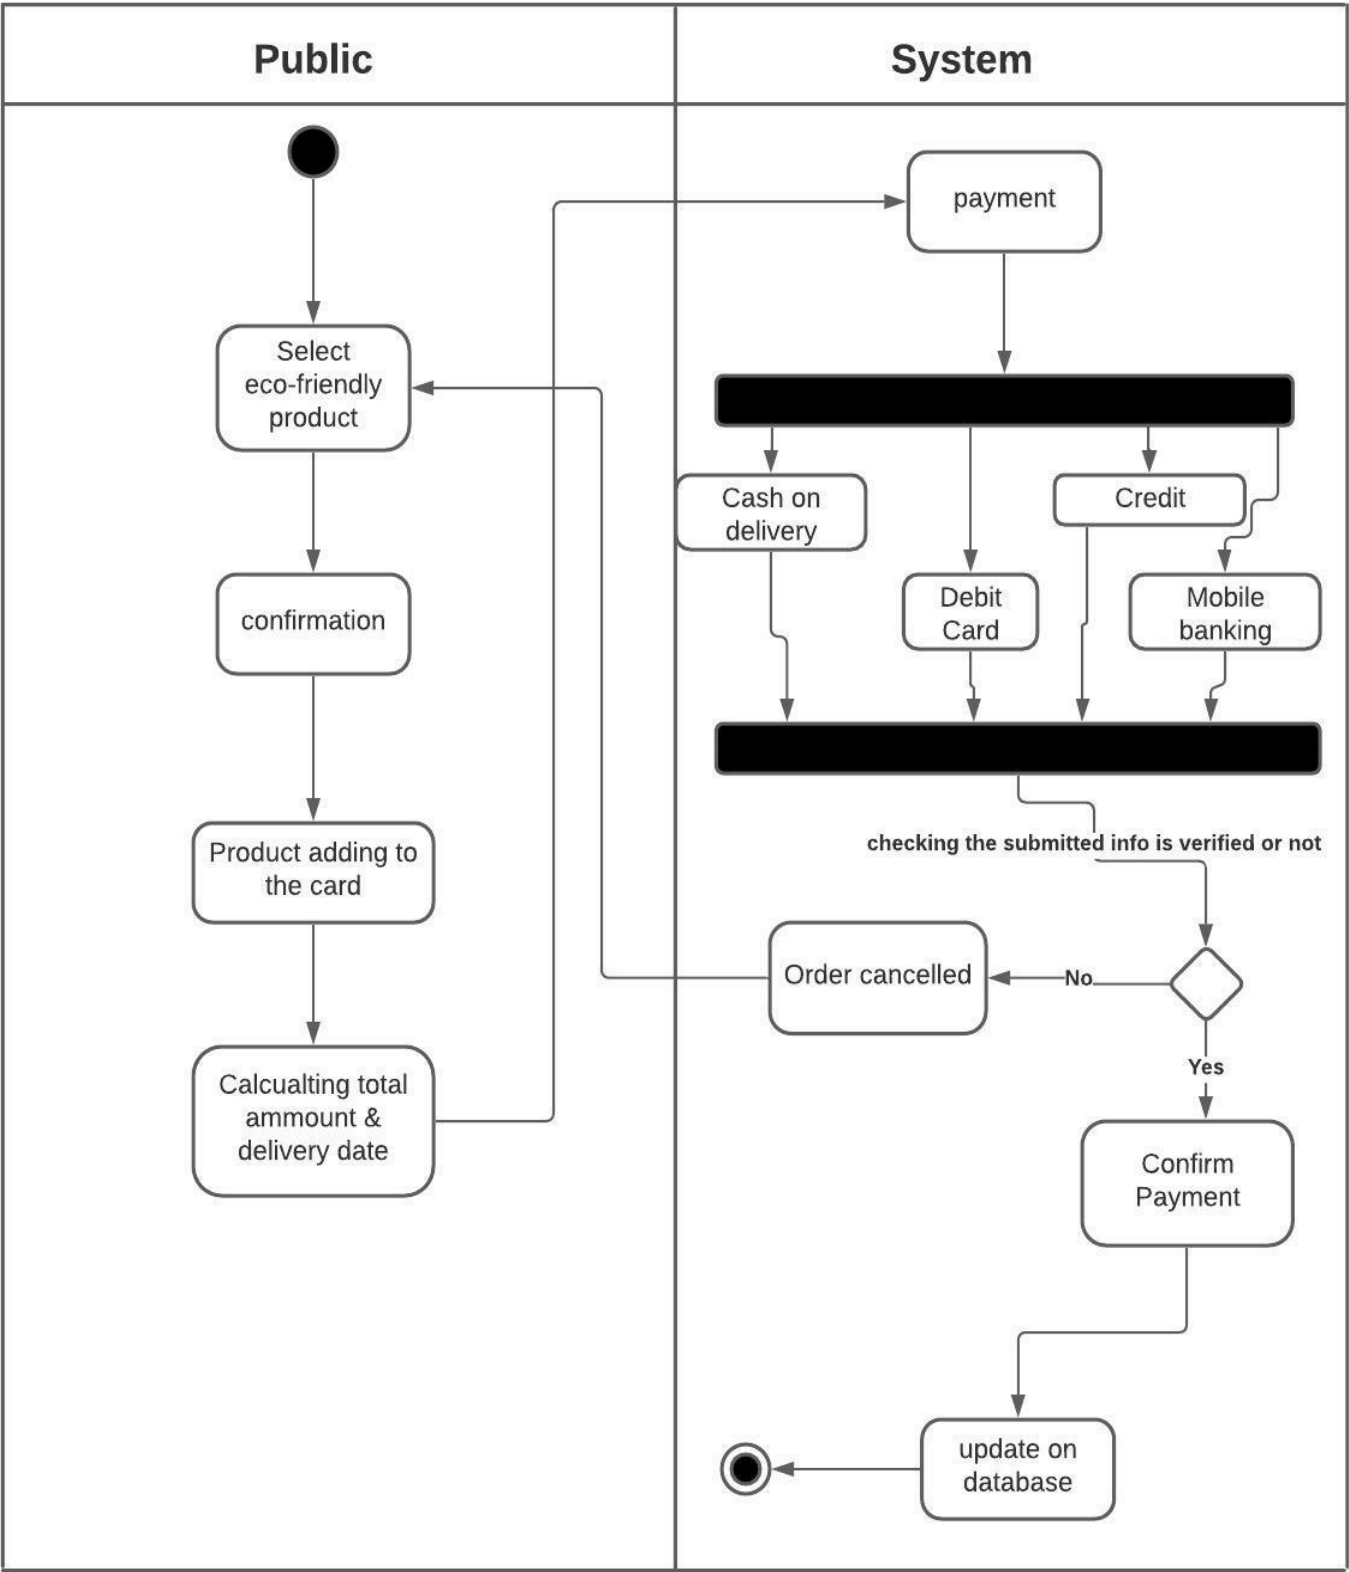 Public
System
Select
eco-friendly
product
confirmation
Product adding to
the card
Calcualting total
ammount &
delivery date
payment
Cash on
delivery
Debit
Card
Credit
Mobile
banking
checking the submitted info is verified or not
Order cancelled
No
Yes
Confirm
Payment
update on
database